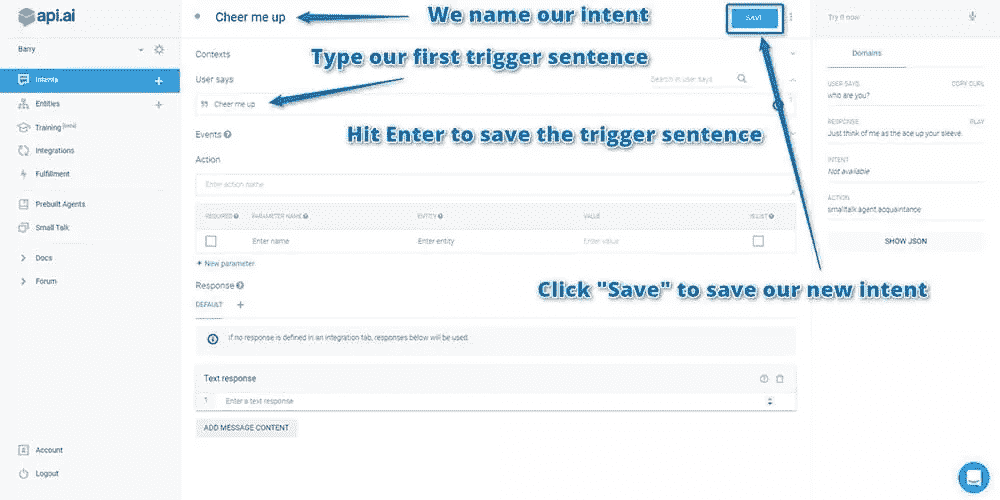 api.ai
Cheer me up
We name our intent
SAVE
Try it now
Barry
Contexts
Domains
Type our first trigger sentence
Intents
User says
Search in user says
USER SAYS
COPY CURL
who are you?
Entities
Cheer me up
RESPONSE
PLAY
Training [beta]
Events
Hit Enter to save the trigger sentence
Just think of me as the ace up your sleeve.
Integrations
Action
INTENT
Not available
Fulfillment
Enter action name
ACTION
smalltalk.agent.acquaintance
Prebuilt Agents
REQUIRED
PARAMETER NAME
ENTITY
VALUE
IS LIST
Small Talk
Enter name
Enter entity
Enter value
SHOW JSON
Docs
+ New parameter
Forum
Response
Click "Save" to save our new intent
DEFAULT
If no response is defined in an integration tab, responses below will be used.
Text response
1
Enter a text response
ADD MESSAGE CONTENT
Account
Logout